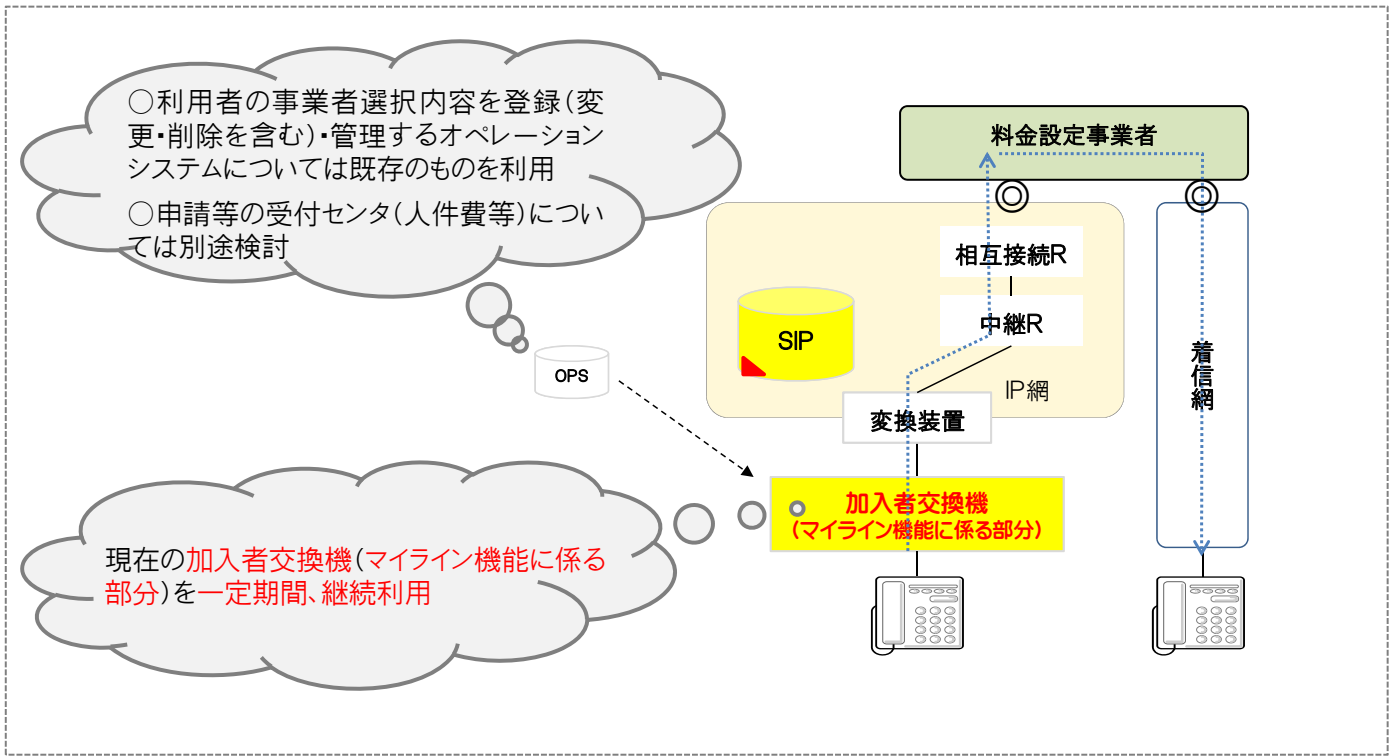 ○利用者の事業者選択内容を登録（変
更・削除を含む）・管理するオペレーション
システムについては既存のものを利用
○申請等の受付センタ（人件費等）につい
ては別途検討
料金設定事業者
相互接続R
中継R
SIP
IP網
着信網
OPS
変換装置
加入者交換機
（マイライン機能に係る部分）
現在の加入者交換機（マイライン機能に係る
部分）を一定期間、継続利用